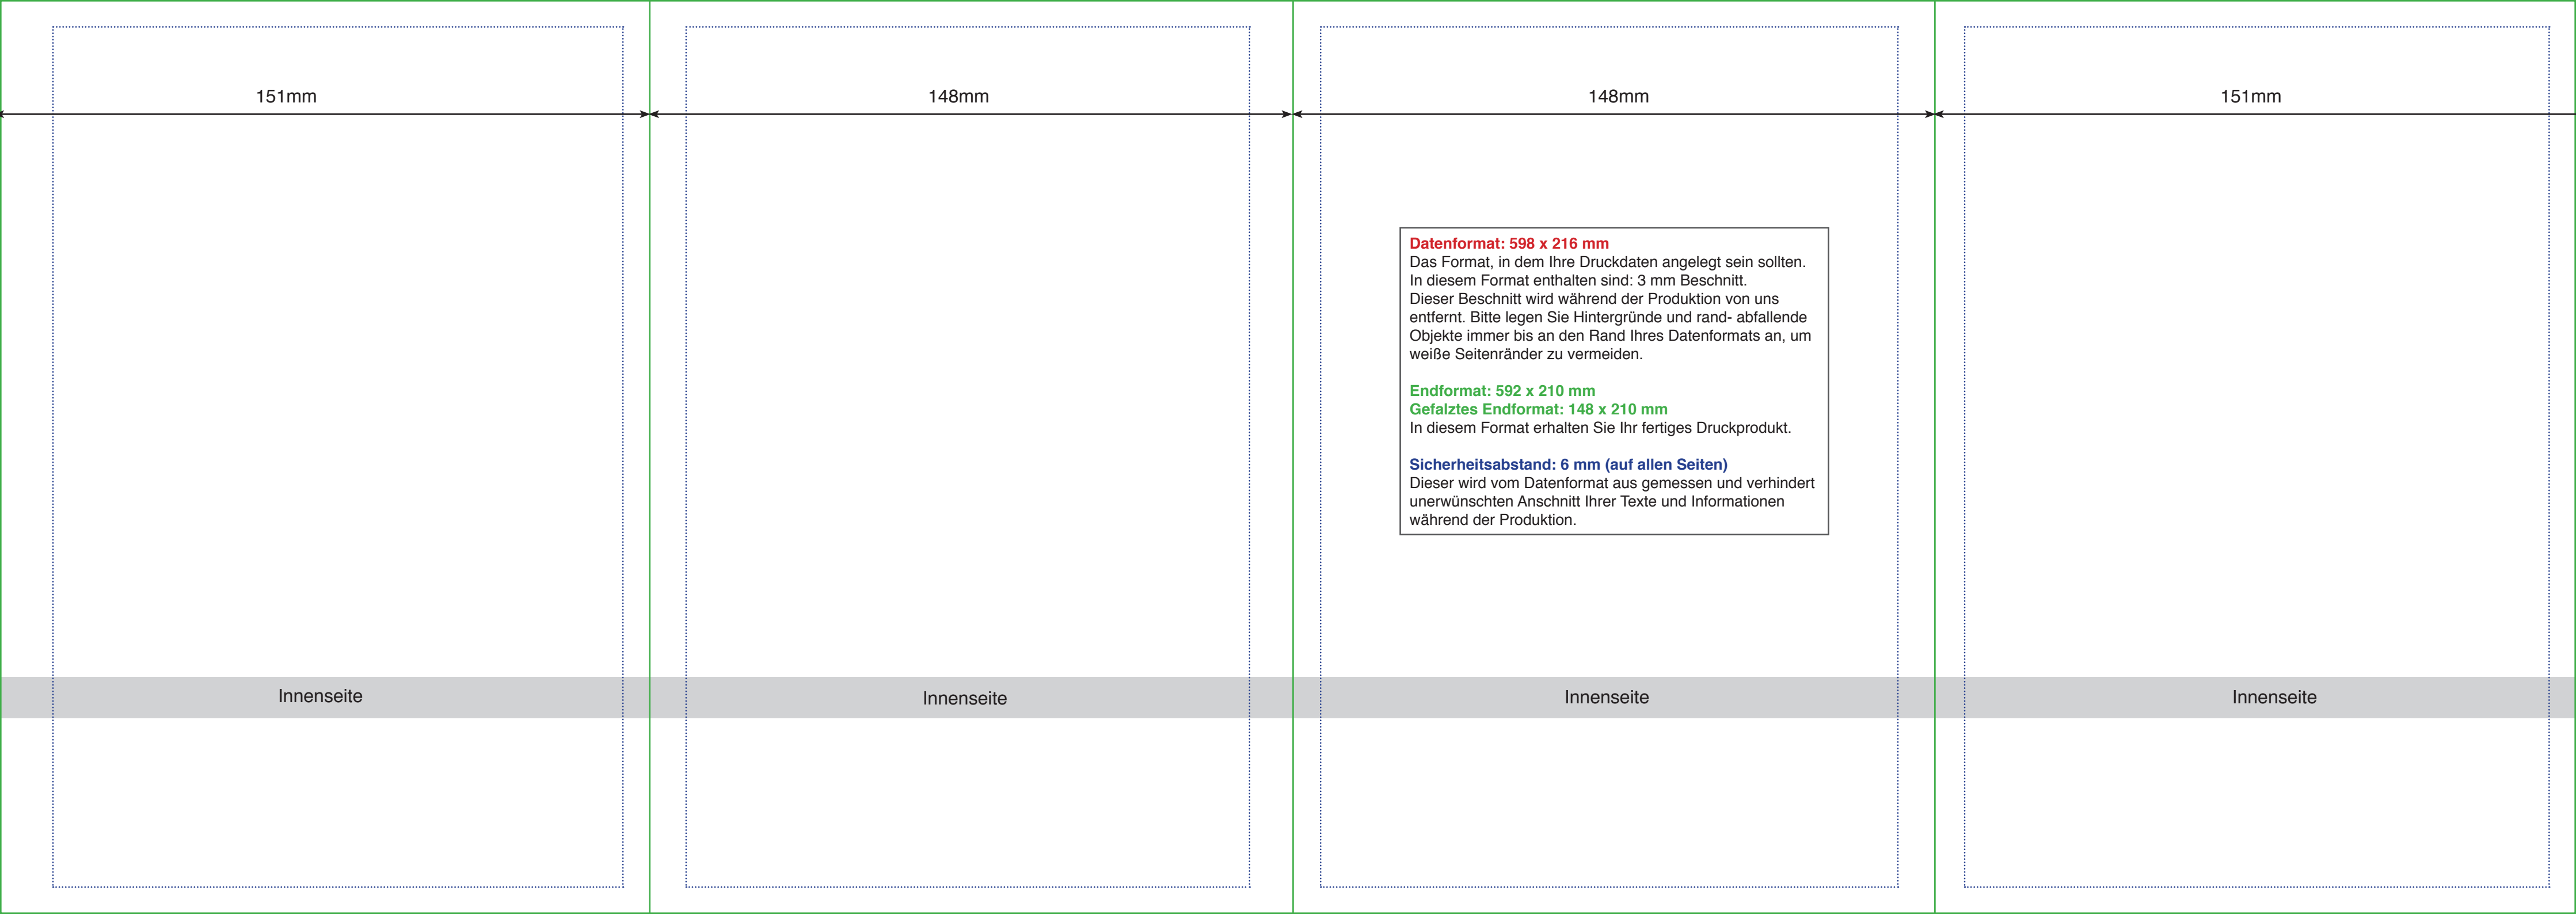 151mm
148mm
148mm
151mm
Datenformat: 598 x 216 mm
Das Format, in dem Ihre Druckdaten angelegt sein sollten.
In diesem Format enthalten sind: 3 mm Beschnitt.
Dieser Beschnitt wird während der Produktion von uns
entfernt. Bitte legen Sie Hintergründe und rand- abfallende
Objekte immer bis an den Rand Ihres Datenformats an, um
weiße Seitenränder zu vermeiden.
Endformat: 592 x 210 mm
Gefalztes Endformat: 148 x 210 mm
In diesem Format erhalten Sie Ihr fertiges Druckprodukt.
Sicherheitsabstand: 6 mm (auf allen Seiten)
Dieser wird vom Datenformat aus gemessen und verhindert
unerwünschten Anschnitt Ihrer Texte und Informationen
während der Produktion.
Innenseite
Innenseite
Innenseite
Innenseite